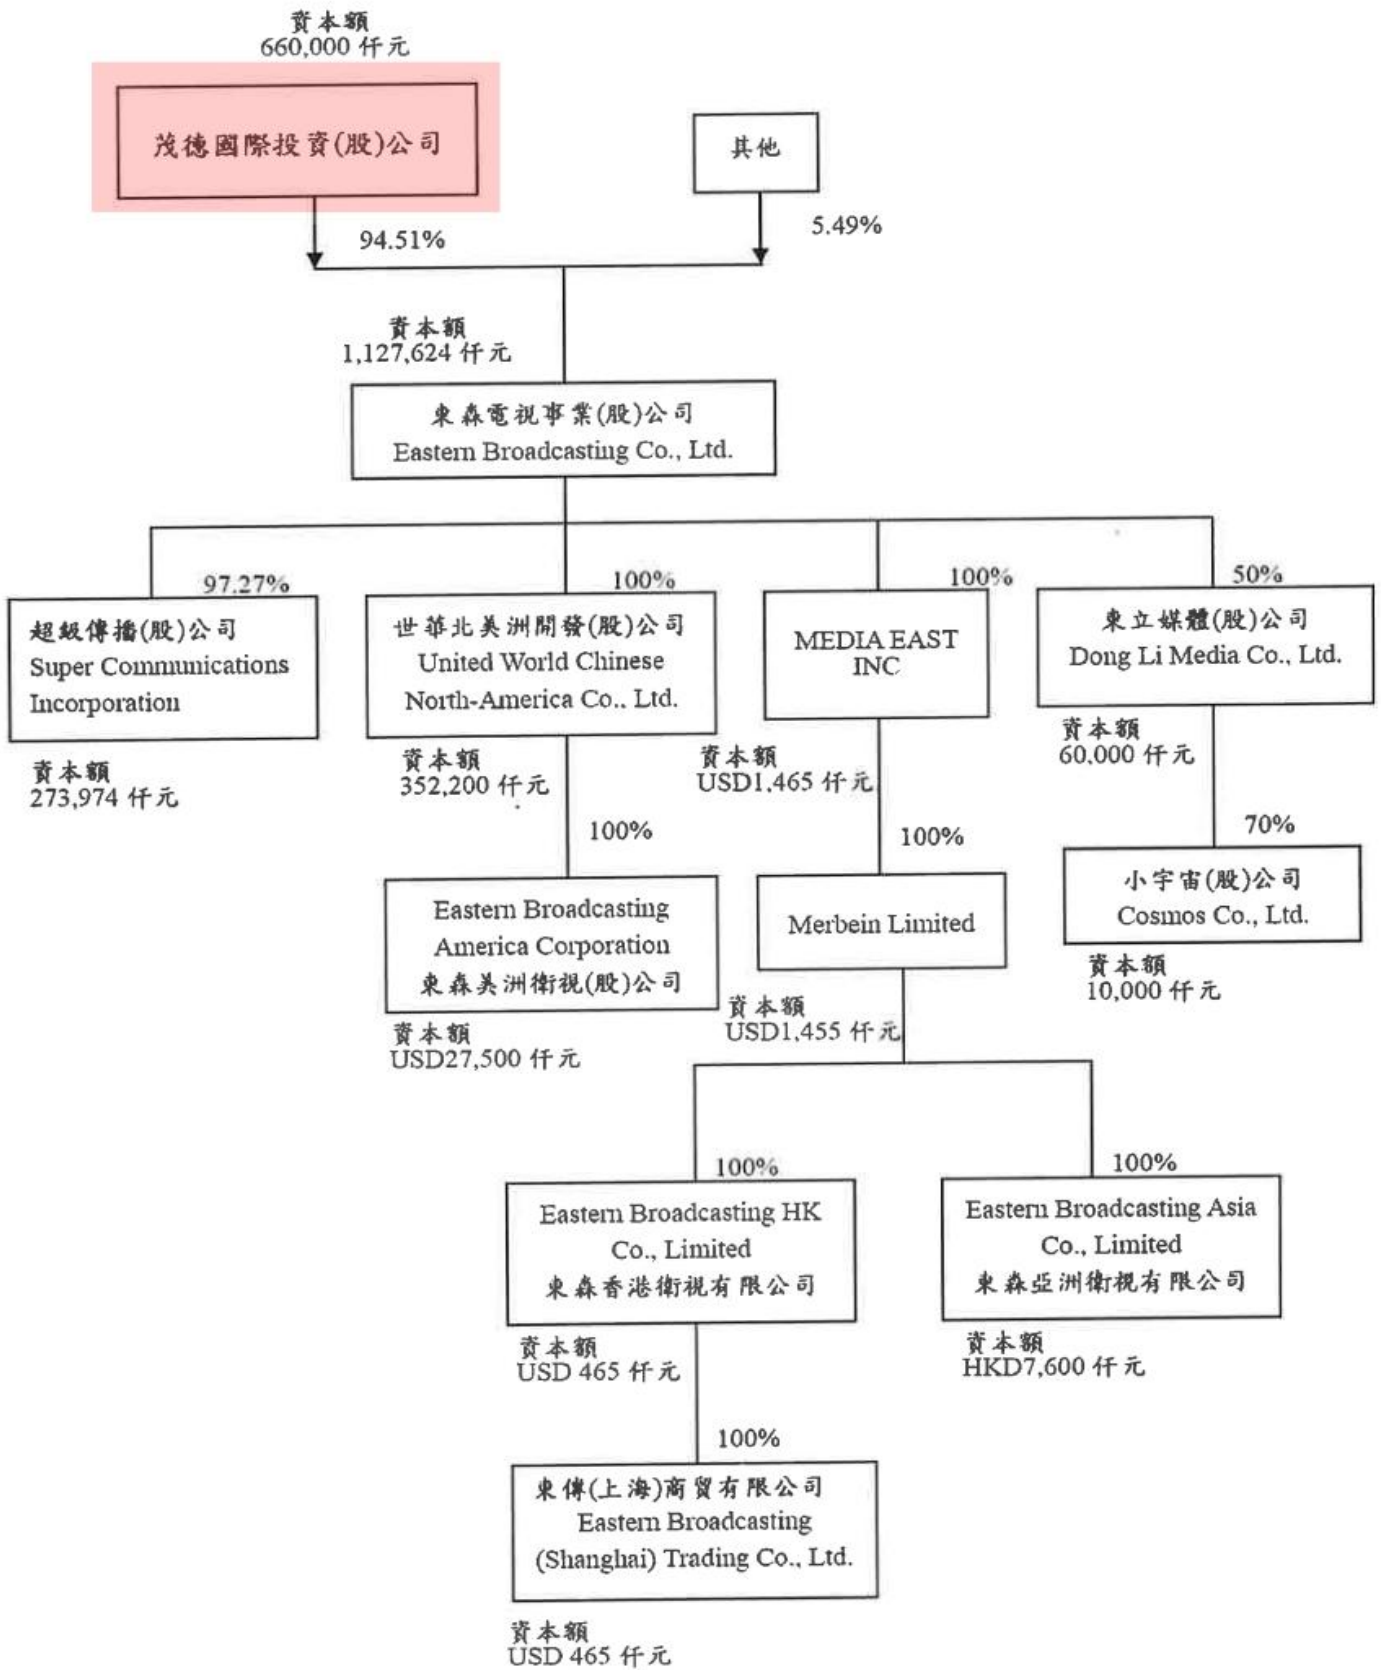 資本額
660,000 仟元
茂德國際投資(股)公司
其他
94.51%
5.49%
資本額
1,127,624 仟元
東森電視事業(股)公司
Eastern Broadcasting Co., Ltd.
97.27%
超級傳播(股)公司
Super Communications
Incorporation
資本額
273,974 仟元
100%
世華北美洲開發(股)公司
United World Chinese
North-America Co., Ltd.
資本額
352,200 仟元
100%
MEDIA EAST
INC
資本額
USD1,465 仟元
50%
東立媒體(股)公司
Dong Li Media Co., Ltd.
資本額
60,000 仟元
100%
Eastern Broadcasting
America Corporation
東森美洲衛視(股)公司
資本額
USD27,500 仟元
100%
Merbein Limited
資本額
USD1,455 仟元
70%
小宇宙(股)公司
Cosmos Co., Ltd.
資本額
10,000 仟元
100%
Eastern Broadcasting HK
Co., Limited
東森香港衛視有限公司
資本額
USD 465 仟元
100%
Eastern Broadcasting Asia
Co., Limited
東森亞洲衛視有限公司
資本額
HKD7,600 仟元
100%
東傳(上海)商貿有限公司
Eastern Broadcasting
(Shanghai) Trading Co., Ltd.
資本額
USD 465 仟元